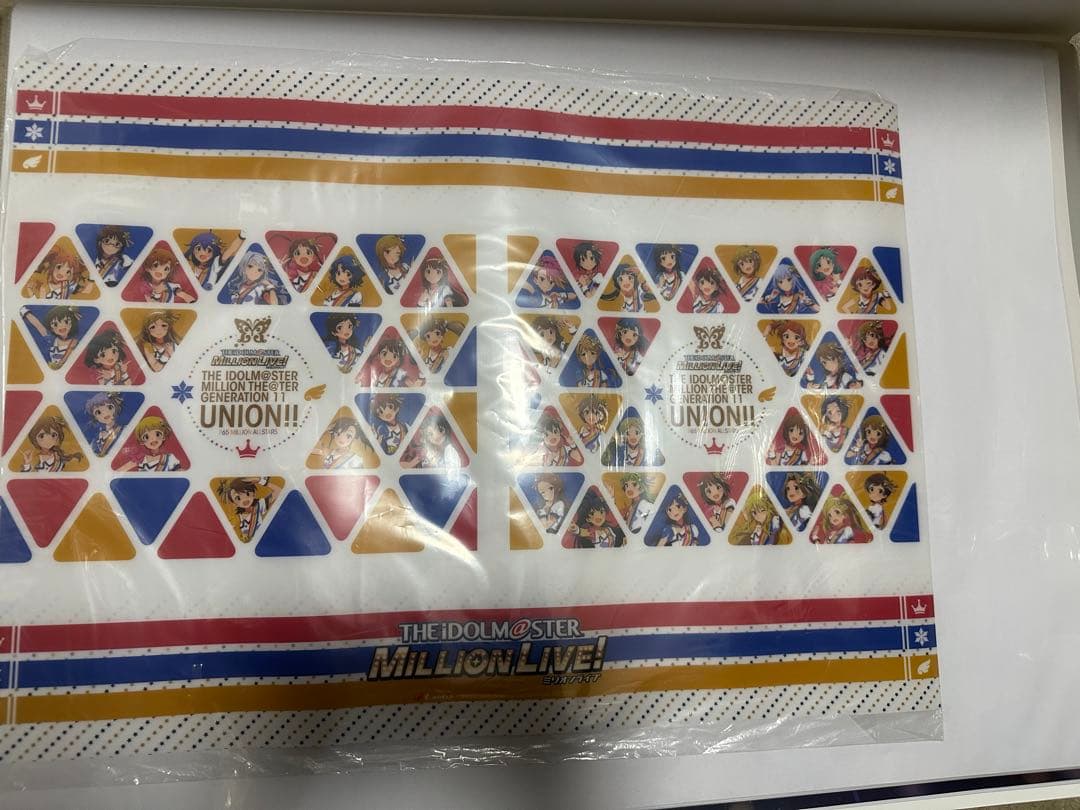 THE iDOLM@STER
MILLION LIVE!
THE IDOLM@STER
MILLION THE@TER
GENERATION 11
UNION!!
765 MILLION ALLSTARS
THE iDOLM@STER
MILLION LIVE!
THE IDOLM@STER
MILLION THE@TER
GENERATION 11
UNION!!
765 MILLION ALLSTARS
THE iDOLM@STER
MILLION LIVE!
ミリオンライブ